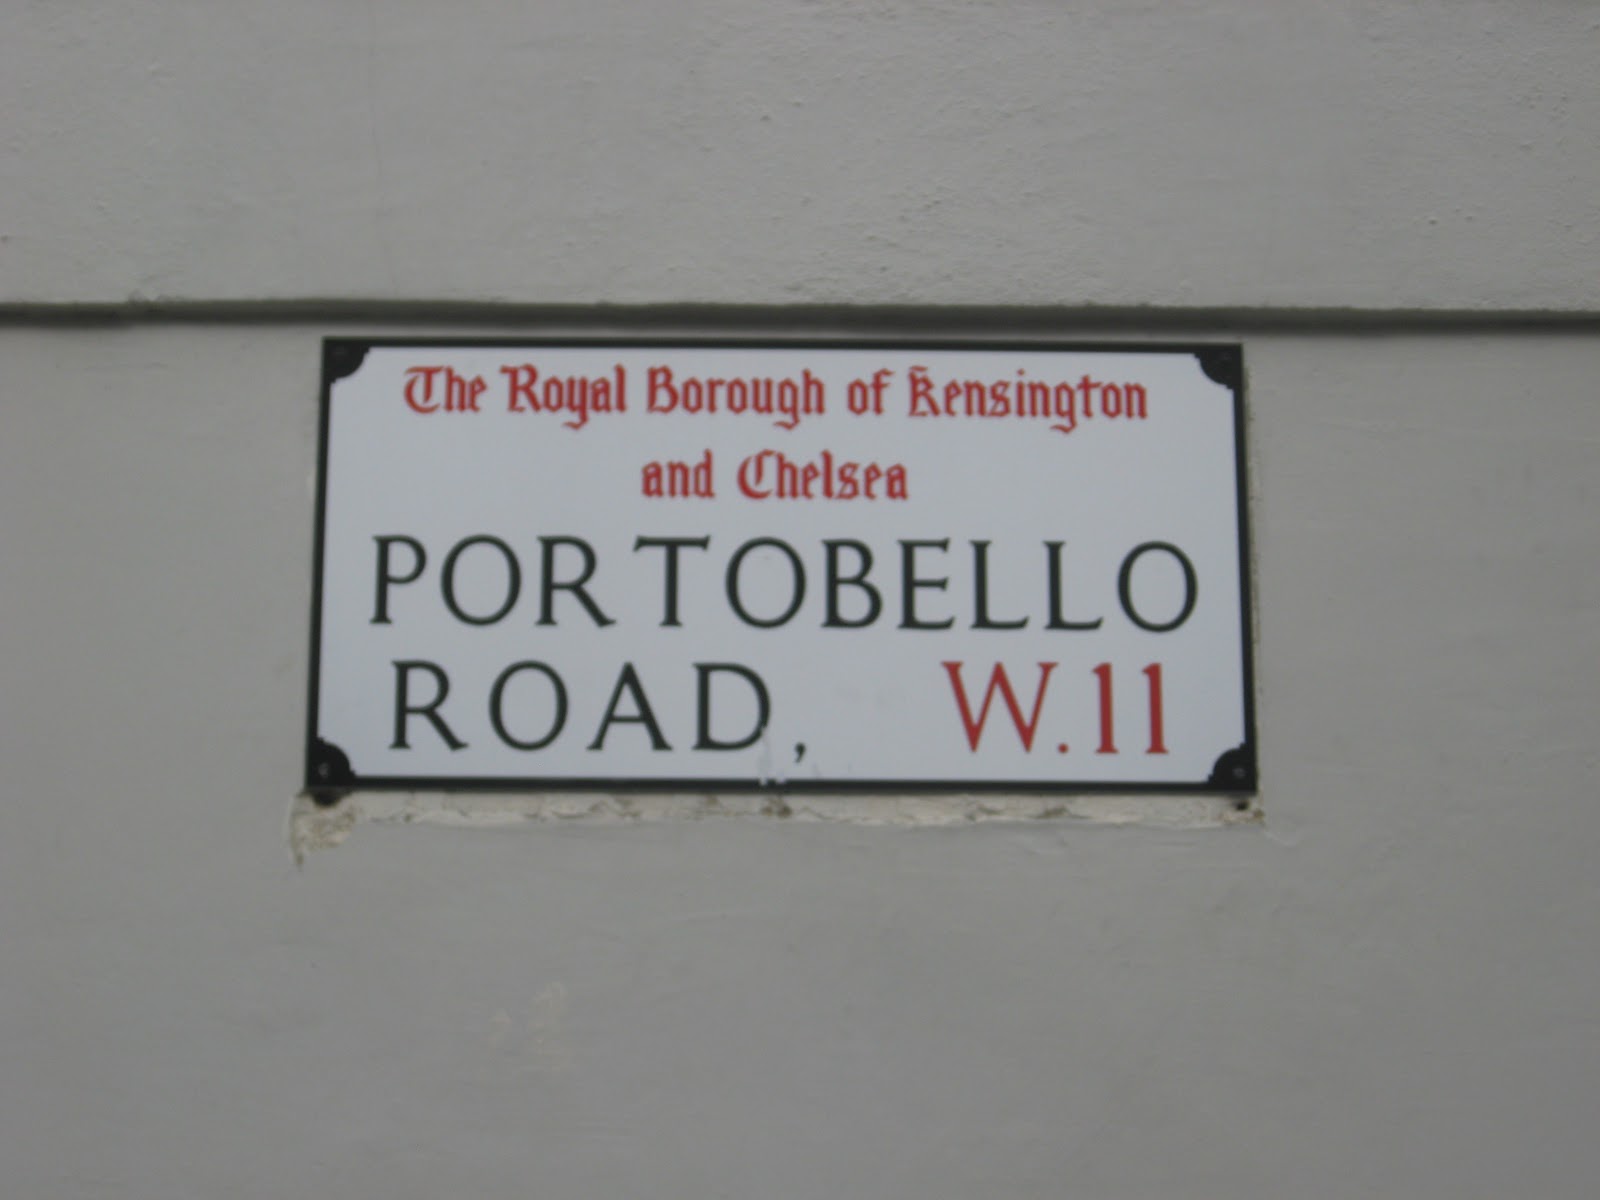 The Royal Borough of Kensington
and Chelsea
PORTOBELLO
ROAD, W.11